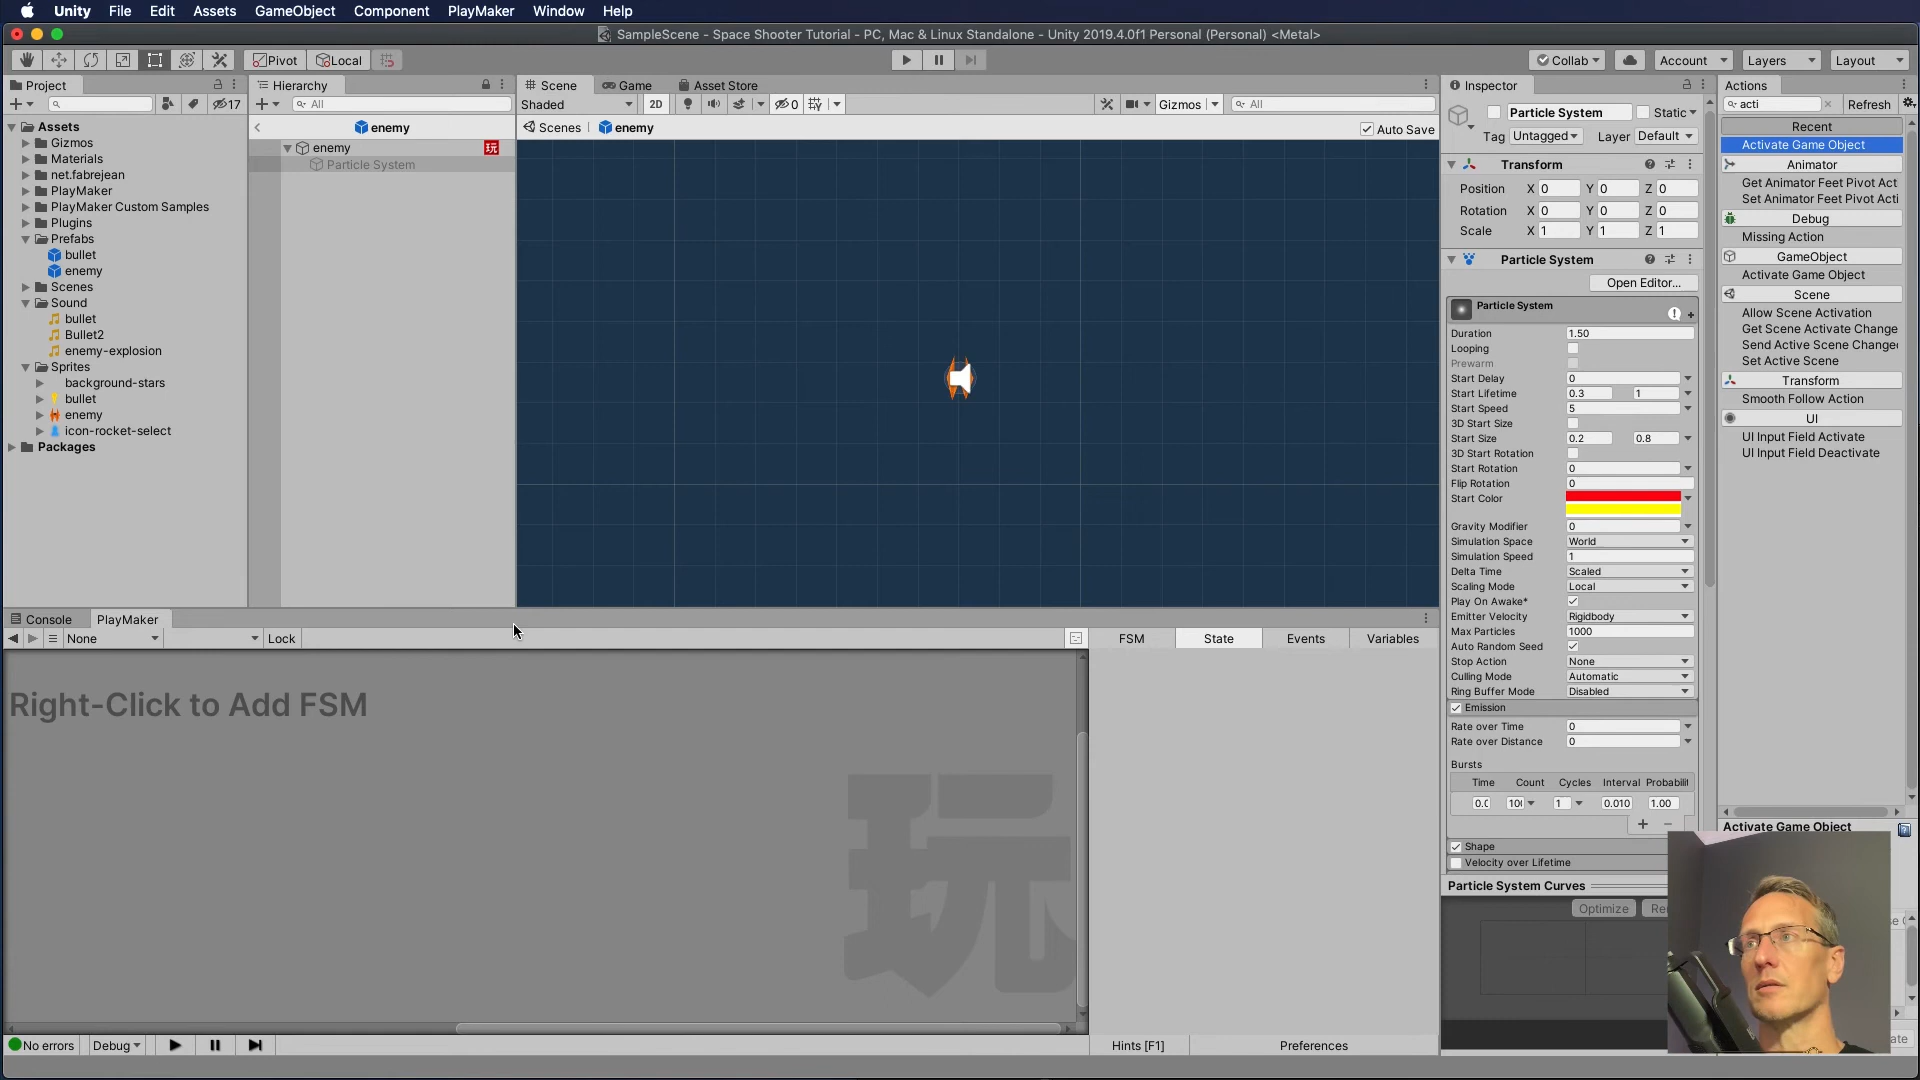 Unity File Edit Assets GameObject Component PlayMaker Window Help
SampleScene - Space Shooter Tutorial - PC, Mac & Linux Standalone - Unity 2019.4.0f1 Personal (Personal) <Metal>
Pivot Local Collab Account Layers Layout
Project
17
Assets
Gizmos
Materials
net.fabrejean
PlayMaker
PlayMaker Custom Samples
Plugins
Prefabs
bullet
enemy
Scenes
Sound
bullet
Bullet2
enemy-explosion
Sprites
background-stars
bullet
enemy
icon-rocket-select
Packages
Hierarchy
All
enemy
enemy 玩
Particle System
Scene Game Asset Store
Shaded 2D 0 Gizmos All
Scenes enemy Auto Save
Console PlayMaker
None Lock
FSM State Events Variables
Right-Click to Add FSM
玩
No errors Debug
Hints [F1] Preferences
Inspector
Particle System Static
Tag Untagged Layer Default
Transform
Position X 0 Y 0 Z 0
Rotation X 0 Y 0 Z 0
Scale X 1 Y 1 Z 1
Particle System
Open Editor...
Particle System
Duration 1.50
Looping
Prewarm
Start Delay 0
Start Lifetime 0.3 1
Start Speed 5
3D Start Size
Start Size 0.2 0.8
3D Start Rotation
Start Rotation 0
Flip Rotation 0
Start Color
Gravity Modifier 0
Simulation Space World
Simulation Speed 1
Delta Time Scaled
Scaling Mode Local
Play On Awake*
Emitter Velocity Rigidbody
Max Particles 1000
Auto Random Seed
Stop Action None
Culling Mode Automatic
Ring Buffer Mode Disabled
Emission
Rate over Time 0
Rate over Distance 0
Bursts
Time Count Cycles Interval Probabili
1 0.010 1.00
Shape
Velocity over Lifetime
Particle System Curves
Optimize Re
Actions
acti Refresh
Recent
Activate Game Object
Animator
Get Animator Feet Pivot Act
Set Animator Feet Pivot Acti
Debug
Missing Action
GameObject
Activate Game Object
Scene
Allow Scene Activation
Get Scene Activate Change
Send Active Scene Change
Set Active Scene
Transform
Smooth Follow Action
UI
UI Input Field Activate
UI Input Field Deactivate
Activate Game Object